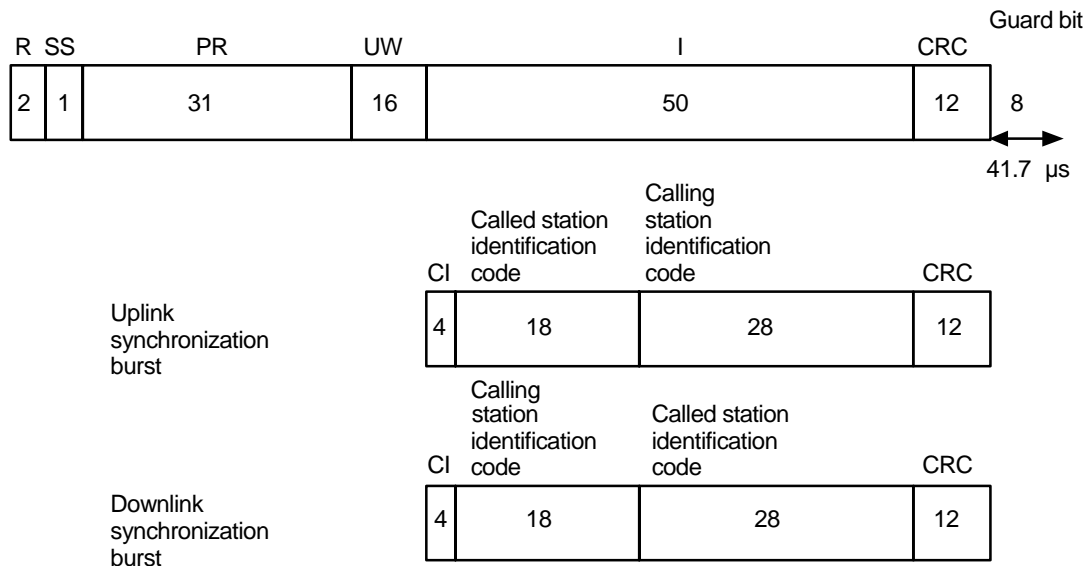 Guard bit
R SS PR UW I CRC
2 1 31 16 50 12 8
41.7 µs
Called station
identification
code
Calling
station
identification
code
CI CRC
Uplink
synchronization
burst
4 18 28 12
Calling
station
identification
code
Called station
identification
code
CI CRC
Downlink
synchronization
burst
4 18 28 12